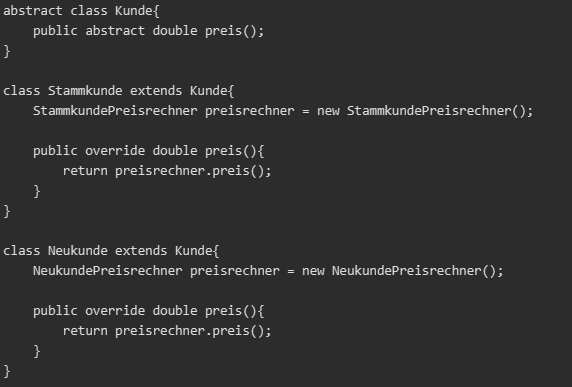 abstract class Kunde{
    public abstract double preis();
}

class Stammkunde extends Kunde{
    StammkundePreisrechner preisrechner = new StammkundePreisrechner();

    public override double preis(){
        return preisrechner.preis();
    }
}

class Neukunde extends Kunde{
    NeukundePreisrechner preisrechner = new NeukundePreisrechner();

    public override double preis(){
        return preisrechner.preis();
    }
}